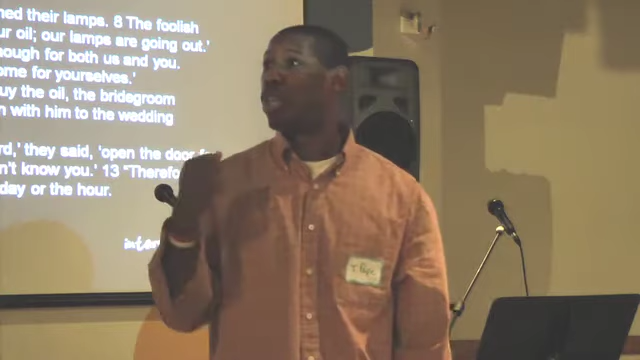 ned their lamps. 8 The foolish
ur oil; our lamps are going out.'
nough for both us and you.
ome for yourselves.'
uy the oil, the bridegroom
n with him to the wedding
rd,' they said, 'open the door f
n't know you.' 13 "Therefo
day or the hour.